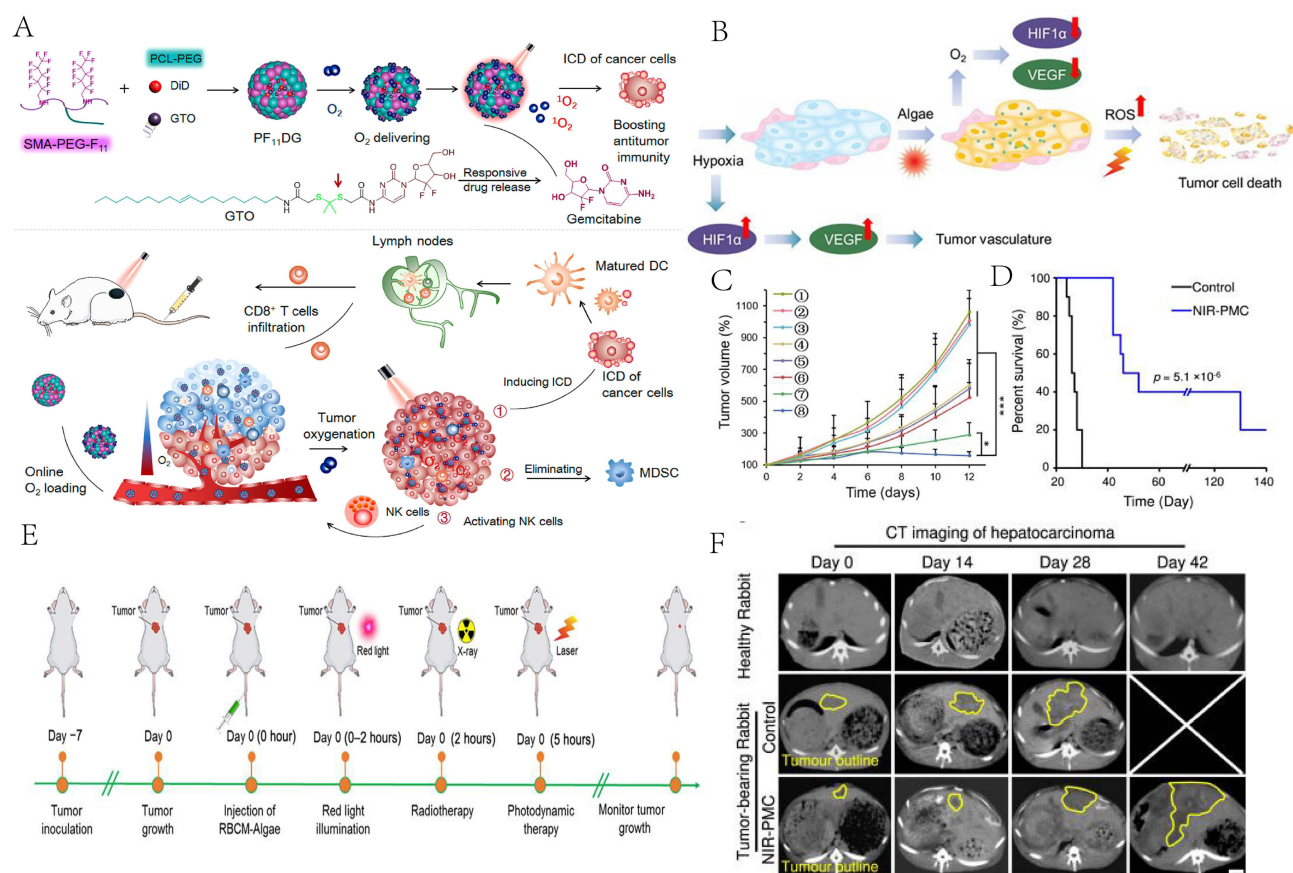 A
PCL-PEG
DiD
GTO
SMA-PEG-F11
+
PF11DG
O2
O2 delivering
1O2
1O2
ICD of cancer cells
Boosting
antitumor
immunity
GTO
Responsive
drug release
Gemcitabine
Lymph nodes
Matured DC
CD8+ T cells
infiltration
ICD of
cancer cells
Inducing ICD
①
Tumor
oxygenation
②
Eliminating
MDSC
Online
O2 loading
O2
NK cells
③
Activating NK cells
B
HIF1α
O2
VEGF
Algae
ROS
Hypoxia
Tumor cell death
HIF1α
VEGF
Tumor vasculature
C
Tumor volume (%)
1100
900
700
500
300
100
①
②
③
④
⑤
⑥
⑦
⑧
***
*
0 2 4 6 8 10 12
Time (days)
D
Percent survival (%)
100
80
60
40
20
0
Control
NIR-PMC
p = 5.1 ×10-6
20 40 60 120 140
Time (Day)
E
Tumor
Tumor
Tumor
Tumor
Tumor
Red light
X-ray
Laser
Day −7
Day 0
Day 0 (0 hour)
Day 0 (0–2 hours)
Day 0 (2 hours)
Day 0 (5 hours)
Tumor
inoculation
Tumor
growth
Injection of
RBCM-Algae
Red light
illumination
Radiotherapy
Photodynamic
therapy
Monitor tumor
growth
F
CT imaging of hepatocarcinoma
Day 0
Day 14
Day 28
Day 42
Healthy Rabbit
Tumor-bearing Rabbit
Control
NIR-PMC
Tumour outline
Tumour outline